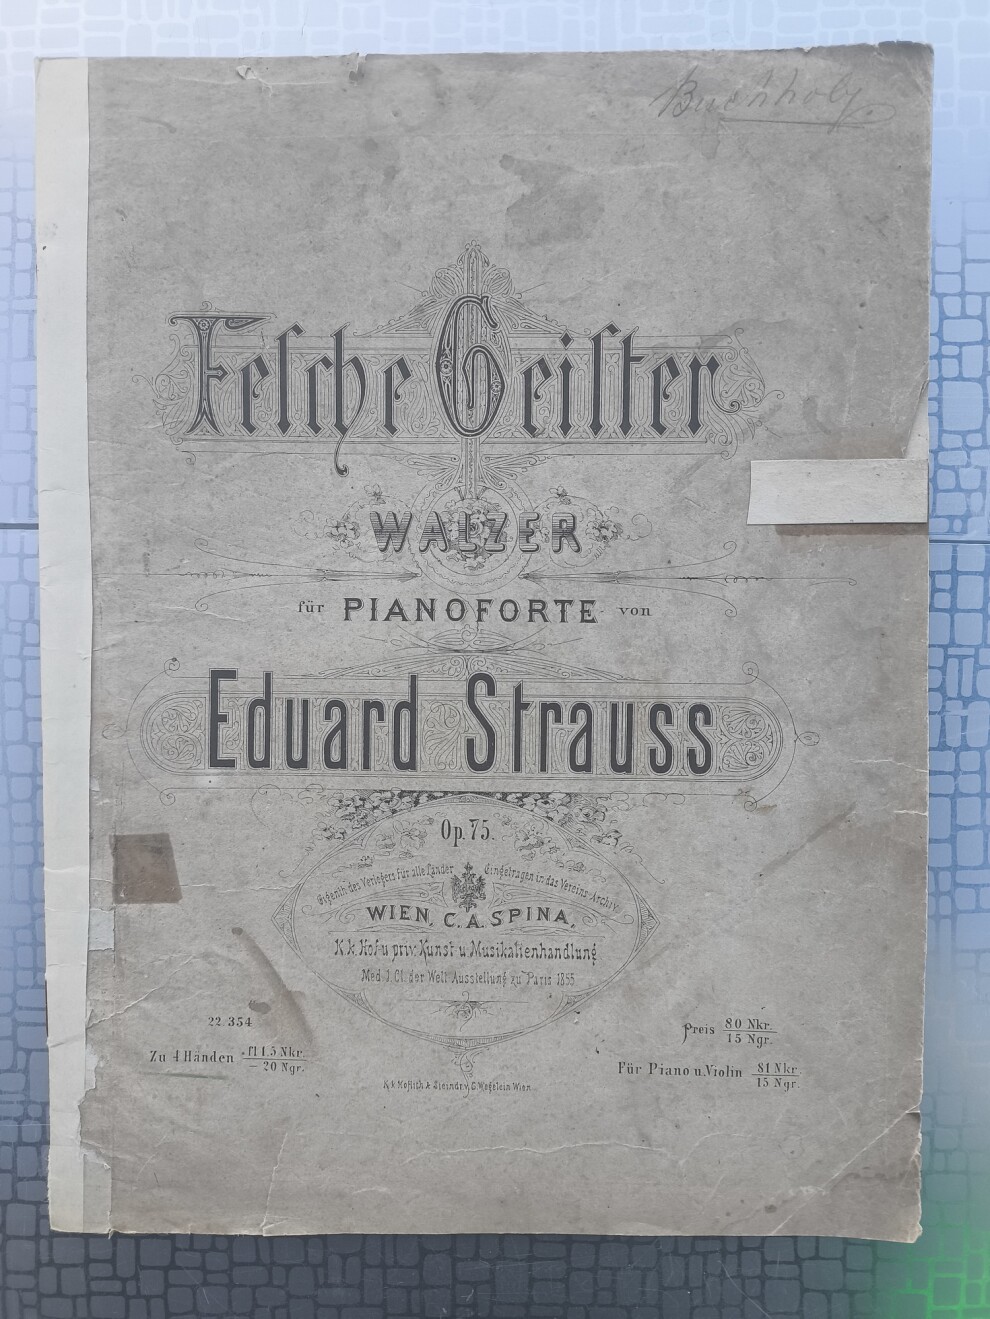 Buchholz.
Fesche Geister
WALZER
für PIANOFORTE von
Eduard Strauss
Op. 75.
Eigenth. des Verlegers für alle Länder Eingetragen in das Vereins-Archiv
WIEN, C. A. SPINA,
K. k. Hof- u. priv. Kunst u. Musikalienhandlung
Med. I. Cl. der Welt Ausstellung zu Paris 1855
22.354
Preis 80 Nkr. / 15 Ngr.
Zu 4 Händen fl 1.5 Nkr. / 20 Ngr.
Für Piano u. Violin 81 Nkr. / 15 Ngr.
K. k. Hoflith. & Steindr. v. Wien